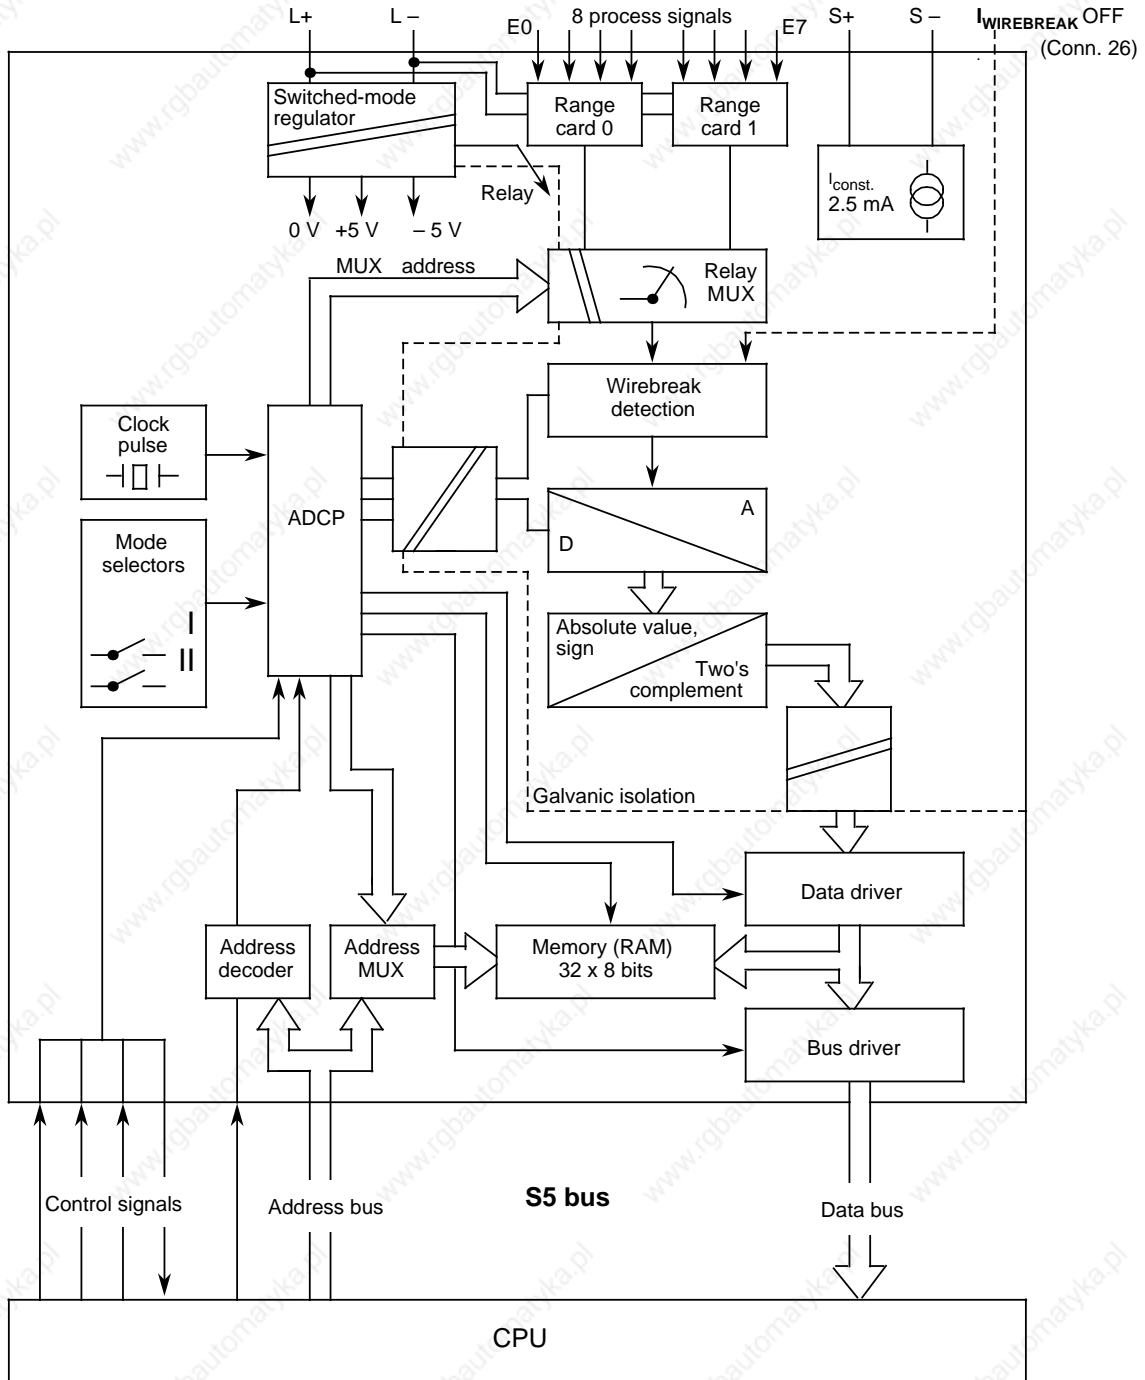 L+
L –
E0
8 process signals
E7
S+
S –
IWIREBREAK OFF
(Conn. 26)
Switched-mode
regulator
Range
card 0
Range
card 1
Iconst.
2.5 mA
Relay
0 V
+5 V
– 5 V
MUX address
Relay
MUX
Wirebreak
detection
Clock
pulse
ADCP
A
D
Mode
selectors
I
II
Absolute value,
sign
Two's
complement
Galvanic isolation
Data driver
Address
decoder
Address
MUX
Memory (RAM)
32 x 8 bits
Bus driver
Control signals
Address bus
S5 bus
Data bus
CPU
www.rgbautomatyka.pl